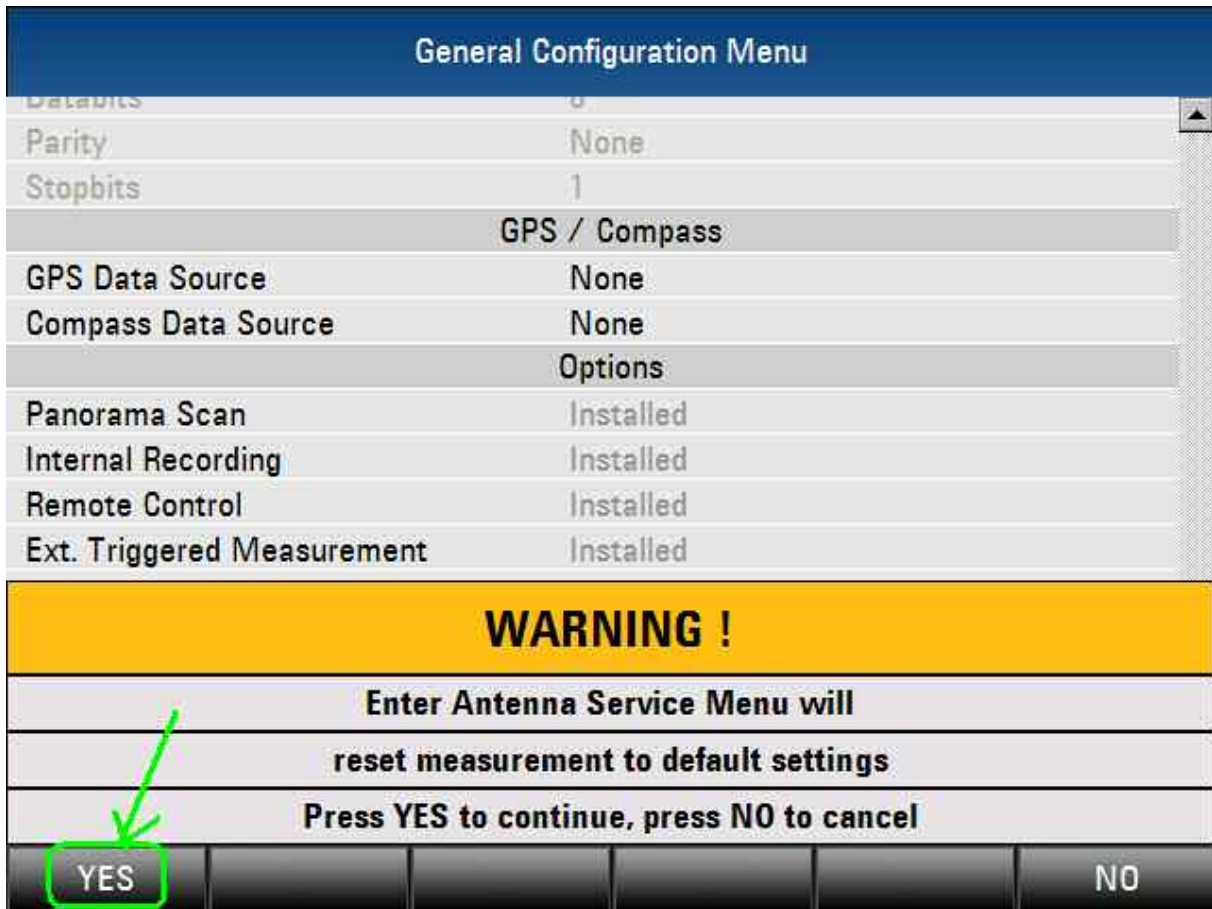 General Configuration Menu
Databits 8
Parity None
Stopbits 1
GPS / Compass
GPS Data Source None
Compass Data Source None
Options
Panorama Scan Installed
Internal Recording Installed
Remote Control Installed
Ext. Triggered Measurement Installed
WARNING !
Enter Antenna Service Menu will
reset measurement to default settings
Press YES to continue, press NO to cancel
YES NO